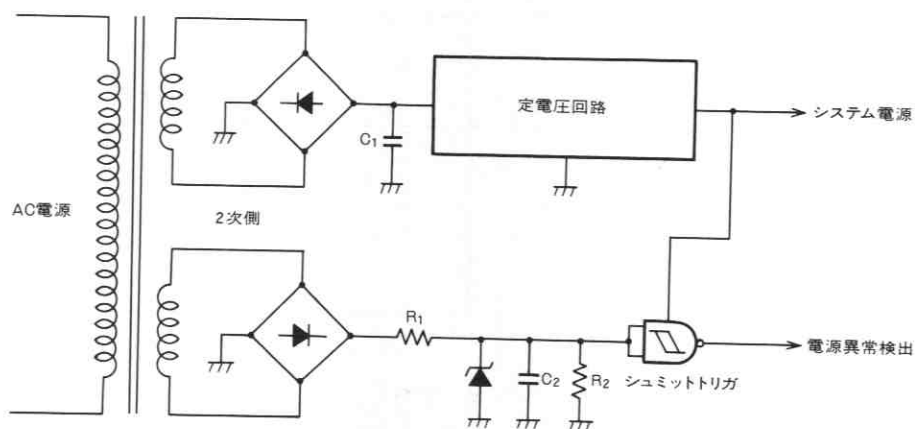 定電圧回路
システム電源
C₁
AC電源
2次側
R₁
電源異常検出
C₂
R₂
シュミットトリガ